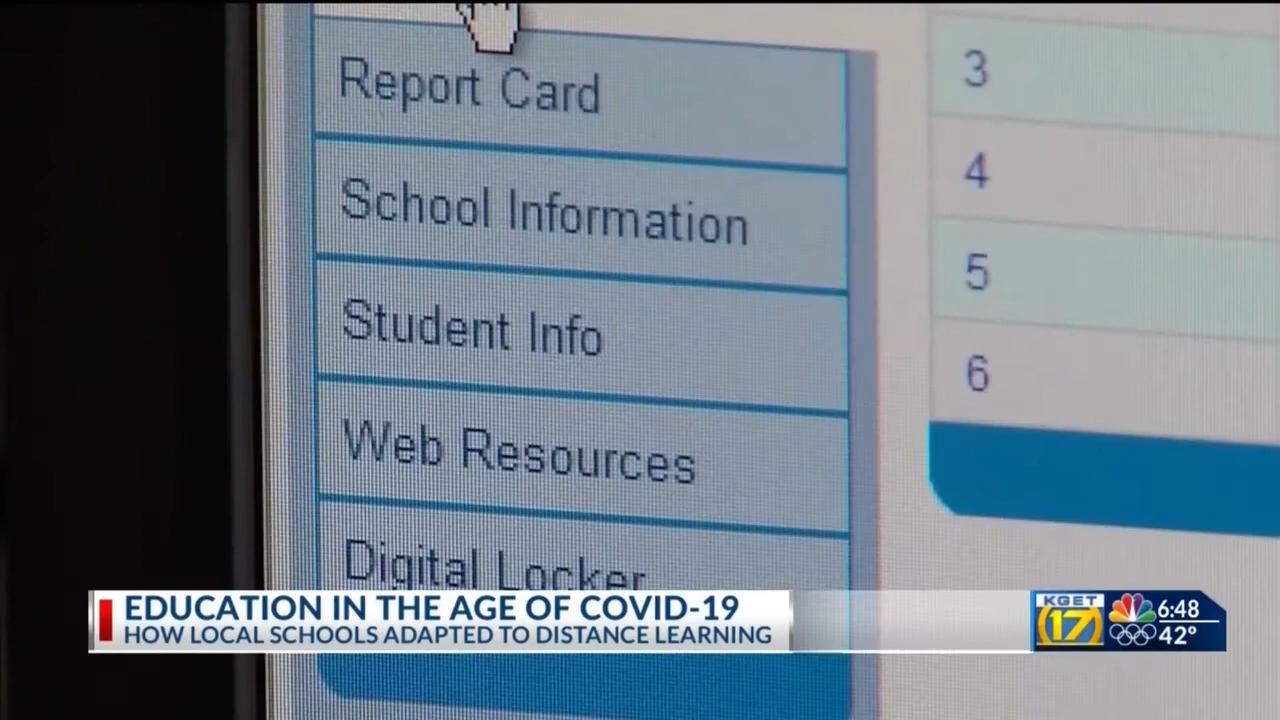 Report Card
School Information
Student Info
Web Resources
Digital Locker
3
4
5
6
EDUCATION IN THE AGE OF COVID-19
HOW LOCAL SCHOOLS ADAPTED TO DISTANCE LEARNING
KGET
17
6:48
42°